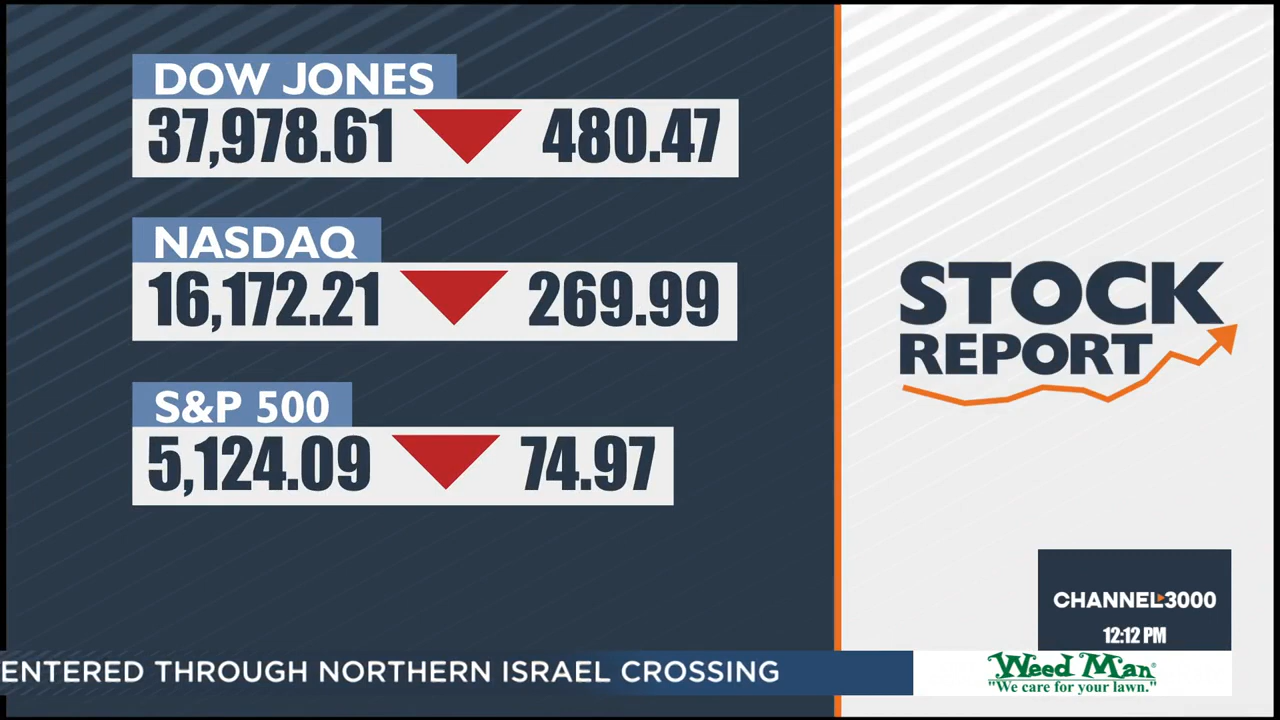 DOW JONES
37,978.61 480.47
NASDAQ
16,172.21 269.99
S&P 500
5,124.09 74.97
STOCK
REPORT
CHANNEL3000
12:12 PM
ENTERED THROUGH NORTHERN ISRAEL CROSSING
Weed Man®
"We care for your lawn."